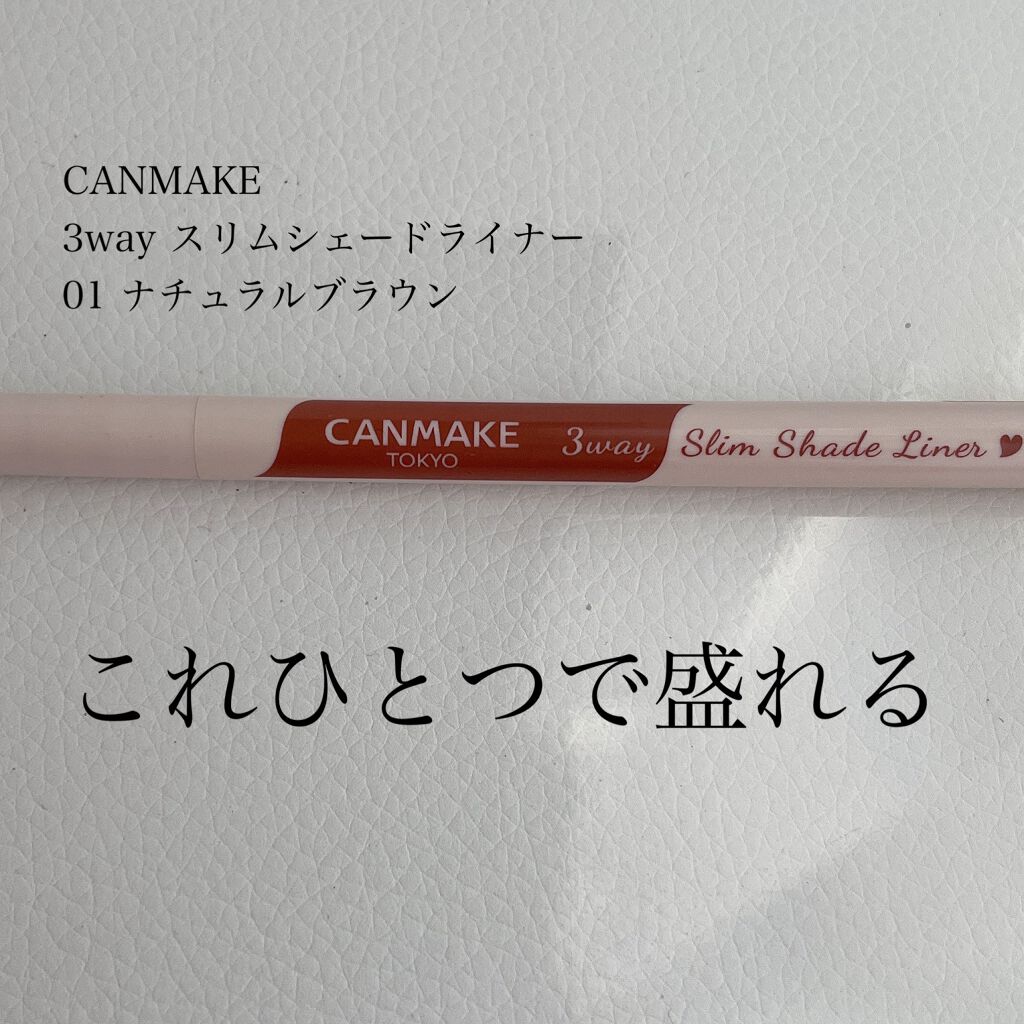 CANMAKE
3way スリムシェードライナー
01 ナチュラルブラウン
CANMAKE 3way Slim Shade Liner
TOKYO
これひとつで盛れる